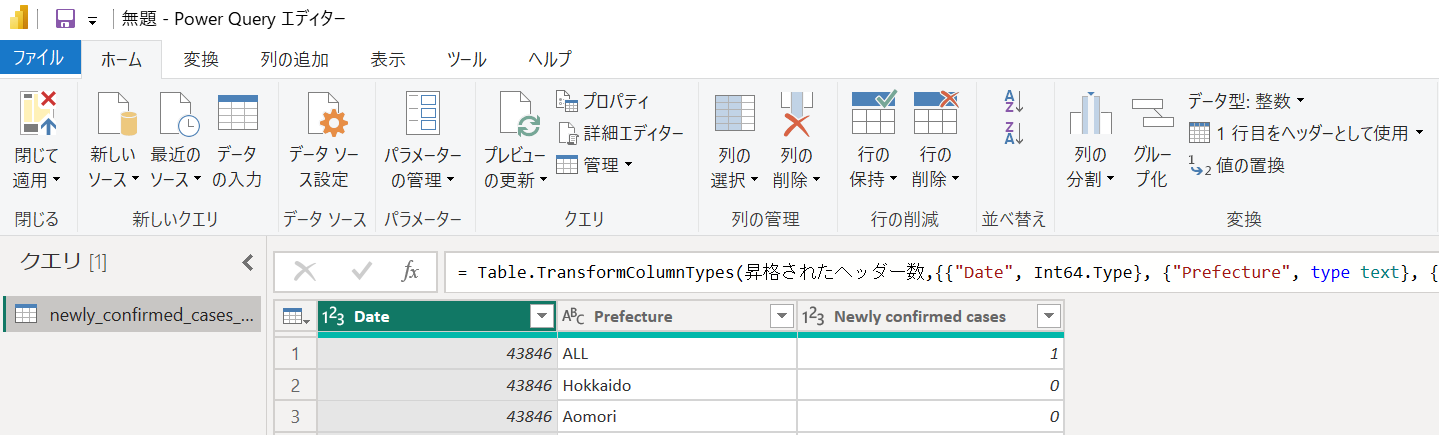 無題 - Power Query エディター
ファイル ホーム 変換 列の追加 表示 ツール ヘルプ
閉じて
適用
新しい
ソース
最近の
ソース
データ
の入力
データ ソー
ス設定
パラメーター
の管理
プレビュー
の更新
プロパティ
詳細エディター
管理
列の
選択
列の
削除
行の
保持
行の
削除
列の
分割
グルー
プ化
データ型: 整数
1 行目をヘッダーとして使用
値の置換
閉じる 新しいクエリ データ ソース パラメーター クエリ 列の管理 行の削減 並べ替え 変換
クエリ [1]
newly_confirmed_cases_...
fx
= Table.TransformColumnTypes(昇格されたヘッダー数,{{"Date", Int64.Type}, {"Prefecture", type text}, {
123 Date ABC Prefecture 123 Newly confirmed cases
1 43846 ALL 1
2 43846 Hokkaido 0
3 43846 Aomori 0